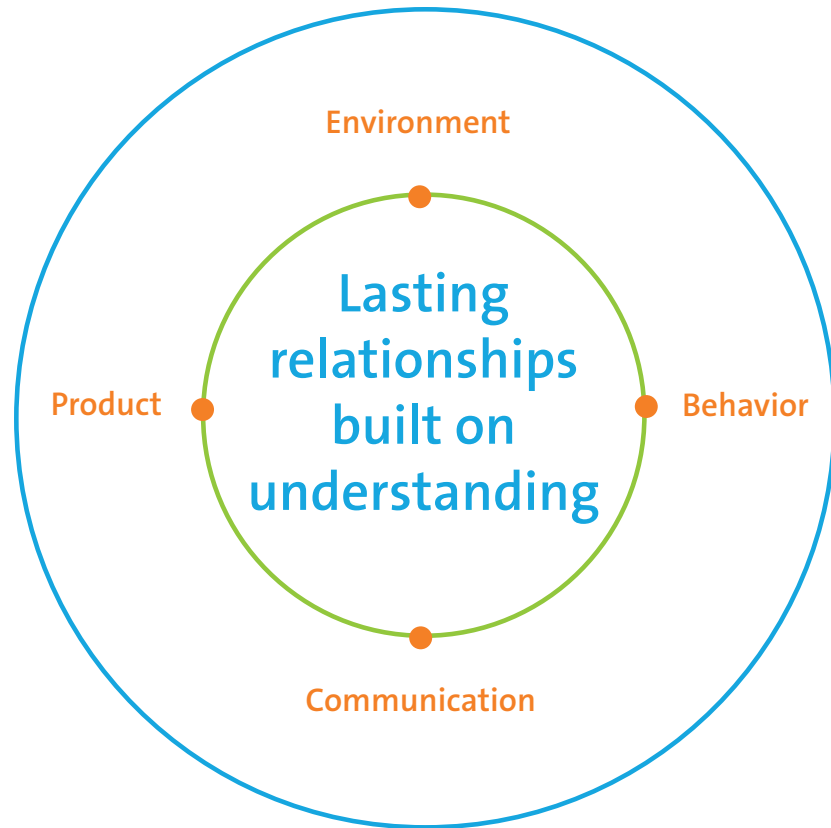 Environment
Lasting
relationships
built on
understanding
Product
Behavior
Communication